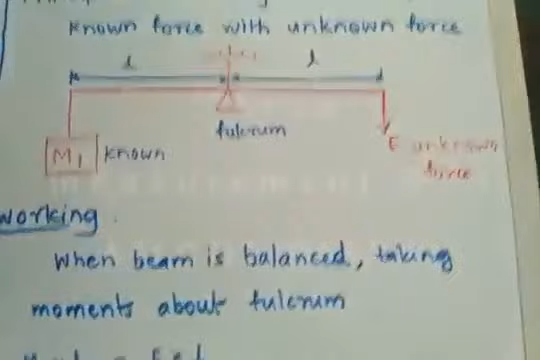 known force with unknown force
l l
fulcrum
M1 known
F unknown
force
working
When beam is balanced, taking
moments about fulcrum